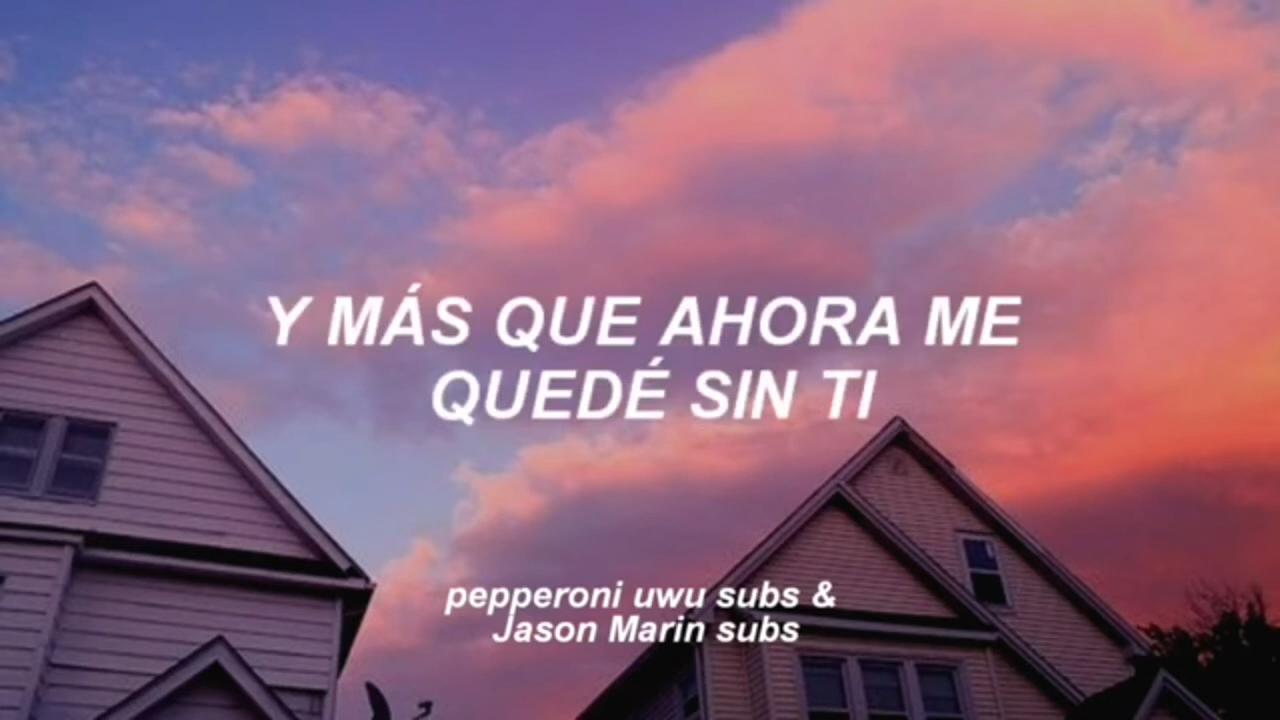 Y MÁS QUE AHORA ME
QUEDÉ SIN TI
pepperoni uwu subs &
Jason Marin subs